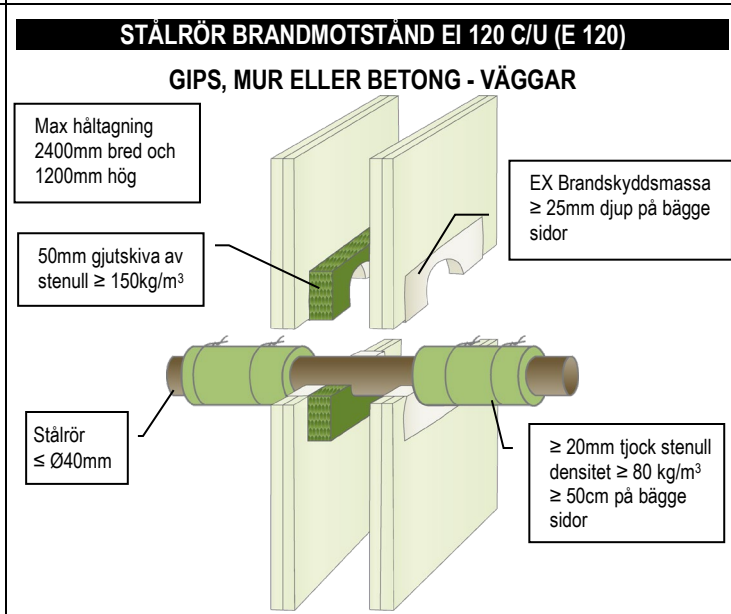 STÅLRÖR BRANDMOTSTÅND EI 120 C/U (E 120)
GIPS, MUR ELLER BETONG - VÄGGAR
Max håltagning
2400mm bred och
1200mm hög
EX Brandskyddsmassa
≥ 25mm djup på bägge
sidor
50mm gjutskiva av
stenull ≥ 150kg/m³
Stålrör
≤ Ø40mm
≥ 20mm tjock stenull
densitet ≥ 80 kg/m³
≥ 50cm på bägge
sidor